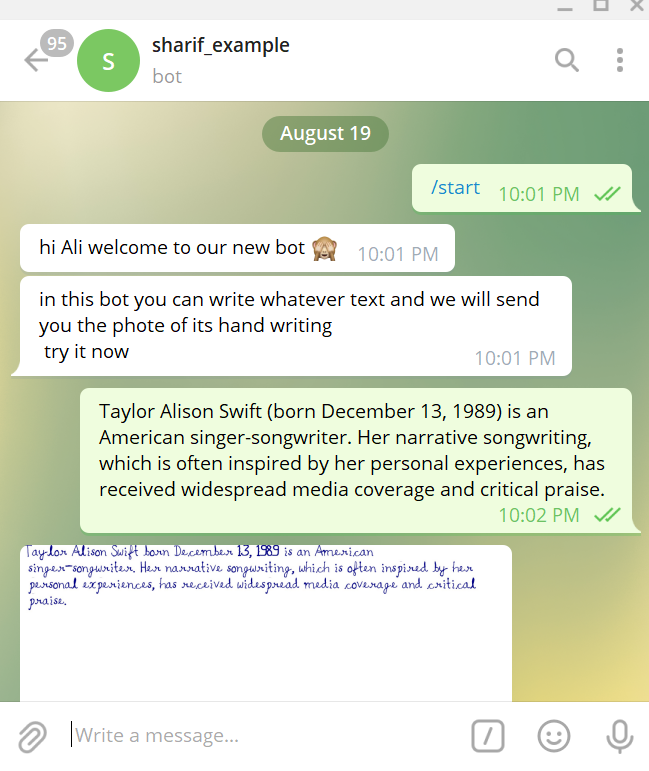 95
S
sharif_example
bot
August 19
/start 10:01 PM
hi Ali welcome to our new bot 🙈 10:01 PM
in this bot you can write whatever text and we will send
you the phote of its hand writing
try it now
10:01 PM
Taylor Alison Swift (born December 13, 1989) is an
American singer-songwriter. Her narrative songwriting,
which is often inspired by her personal experiences, has
received widespread media coverage and critical praise.
10:02 PM
Taylor Alison Swift born December 13, 1989 is an American
singer-songwriter. Her narrative songwriting, which is often inspired by her
personal experiences, has received widespread media coverage and critical
praise.
Write a message...